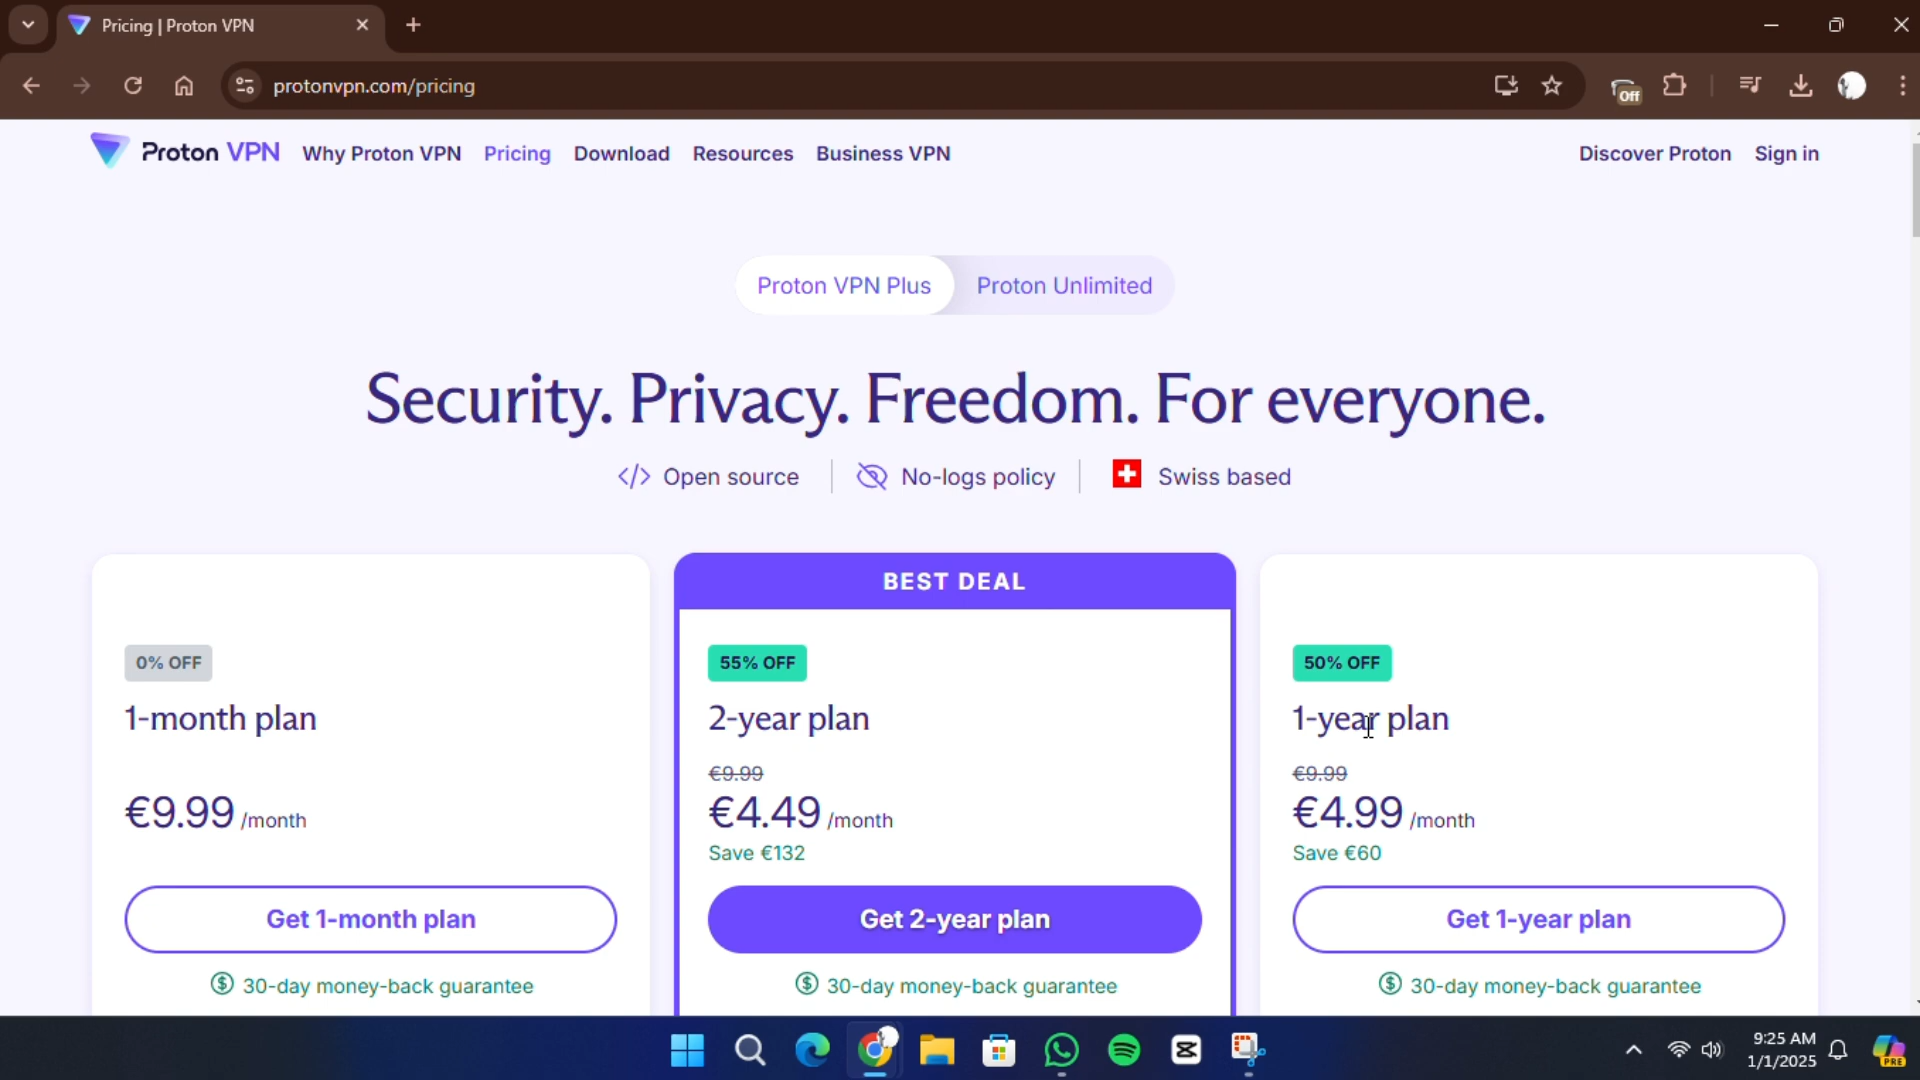 Pricing | Proton VPN
protonvpn.com/pricing
Off
Proton VPN Why Proton VPN Pricing Download Resources Business VPN Discover Proton Sign in
Proton VPN Plus Proton Unlimited
Security. Privacy. Freedom. For everyone.
</> Open source No-logs policy Swiss based
BEST DEAL
0% OFF 55% OFF 50% OFF
1-month plan 2-year plan 1-year plan
€9.99 €9.99
€9.99 /month €4.49 /month €4.99 /month
Save €132 Save €60
Get 1-month plan Get 2-year plan Get 1-year plan
30-day money-back guarantee 30-day money-back guarantee 30-day money-back guarantee
9:25 AM
1/1/2025
PRE